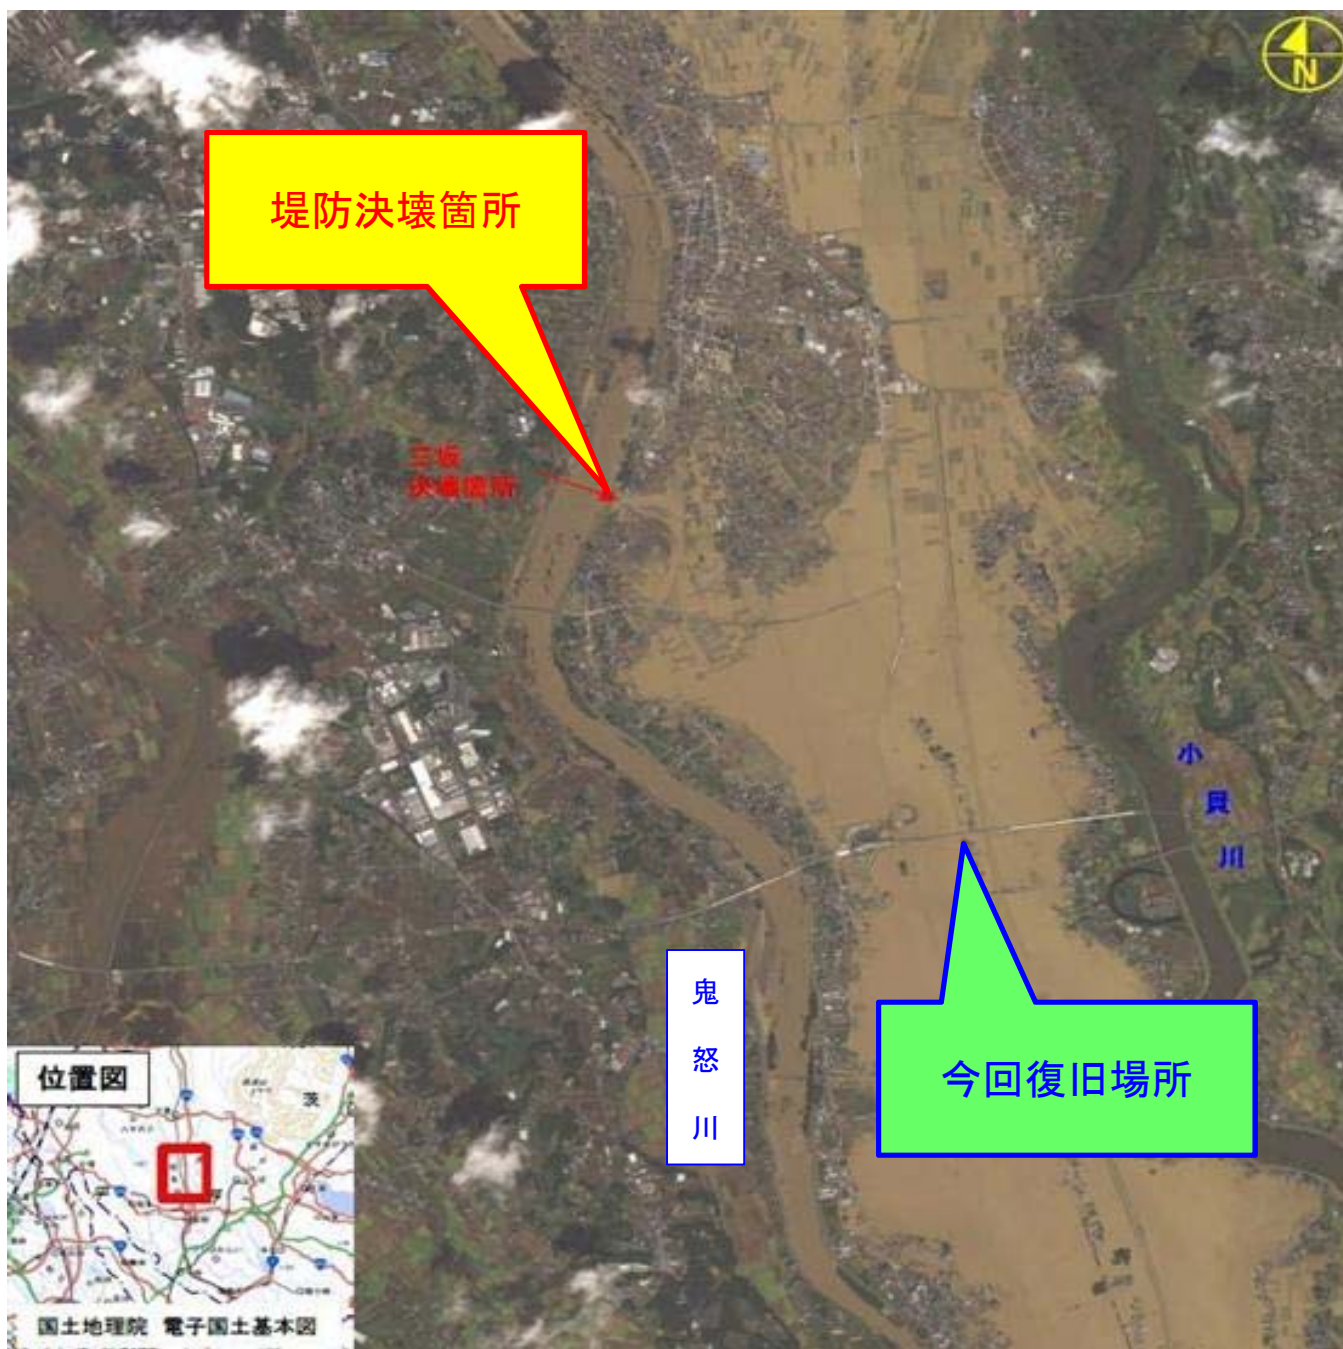 N
堤防決壊箇所
三坂
決壊箇所
小
貝
川
鬼
怒
川
今回復旧場所
位置図
茨
国土地理院 電子国土基本図